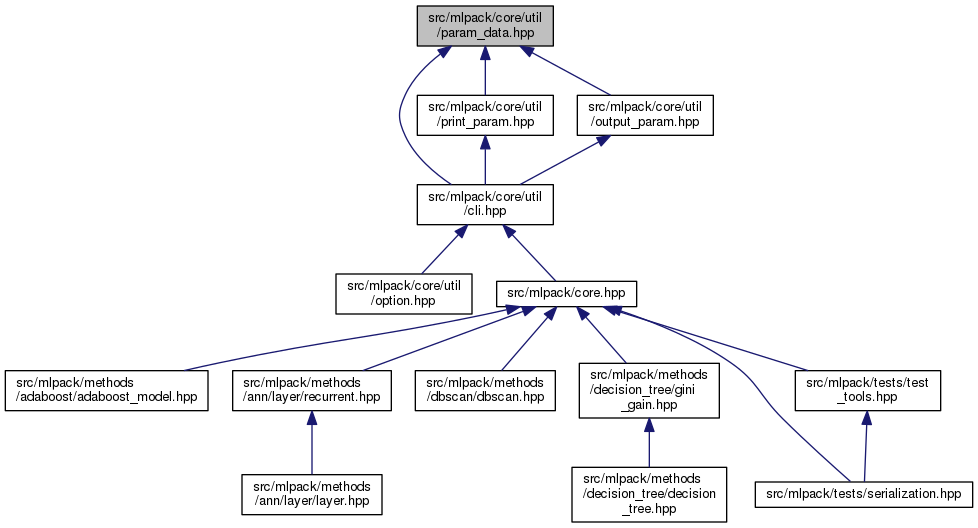 src/mlpack/core/util
/param_data.hpp
src/mlpack/core/util
/print_param.hpp
src/mlpack/core/util
/output_param.hpp
src/mlpack/core/util
/cli.hpp
src/mlpack/core/util
/option.hpp
src/mlpack/core.hpp
src/mlpack/methods
/adaboost/adaboost_model.hpp
src/mlpack/methods
/ann/layer/recurrent.hpp
src/mlpack/methods
/dbscan/dbscan.hpp
src/mlpack/methods
/decision_tree/gini
_gain.hpp
src/mlpack/tests/test
_tools.hpp
src/mlpack/methods
/ann/layer/layer.hpp
src/mlpack/methods
/decision_tree/decision
_tree.hpp
src/mlpack/tests/serialization.hpp